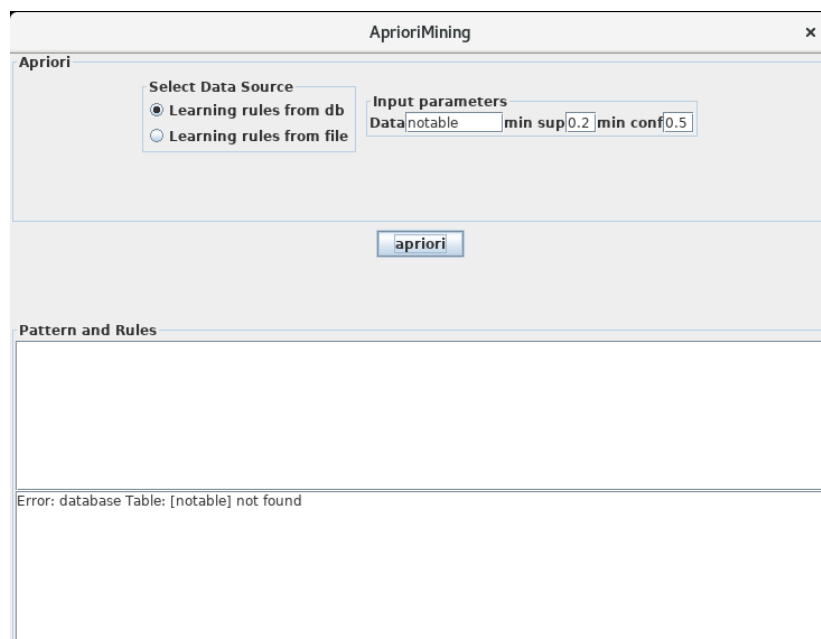 AprioriMining
Apriori
Select Data Source
Learning rules from db
Learning rules from file
Input parameters
Data notable min sup 0.2 min conf 0.5
apriori
Pattern and Rules
Error: database Table: [notable] not found